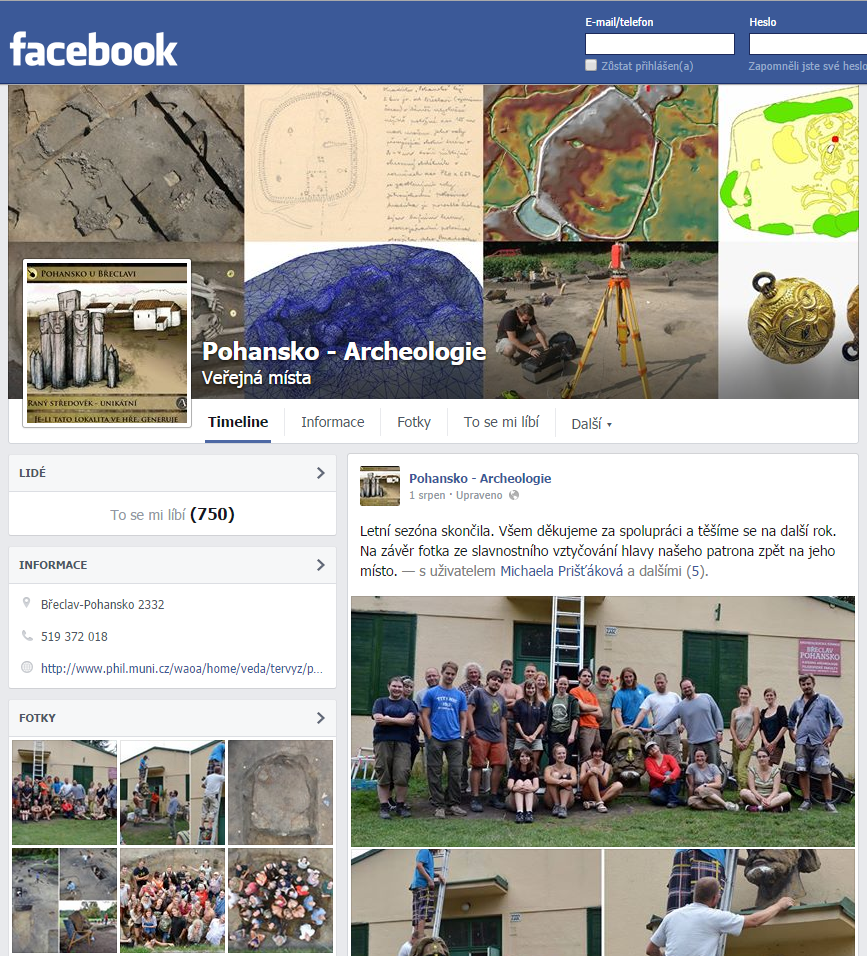 facebook
E-mail/telefon
Heslo
Zůstat přihlášen(a)
Zapomněli jste své heslo
Pohansko u Břeclavi
Raný středověk - unikátní
Je-li tato lokalita ve hře, generuje
Pohansko - Archeologie
Veřejná místa
Timeline
Informace
Fotky
To se mi líbí
Další
LIDÉ
To se mi líbí (750)
INFORMACE
Břeclav-Pohansko 2332
519 372 018
http://www.phil.muni.cz/waoa/home/veda/tervyz/p...
FOTKY
Pohansko - Archeologie
1 srpen · Upraveno
Letní sezóna skončila. Všem děkujeme za spolupráci a těšíme se na další rok.
Na závěr fotka ze slavnostního vztyčování hlavy našeho patrona zpět na jeho
místo. — s uživatelem Michaela Prišťáková a dalšími (5).
BŘECLAV
POHANSKO